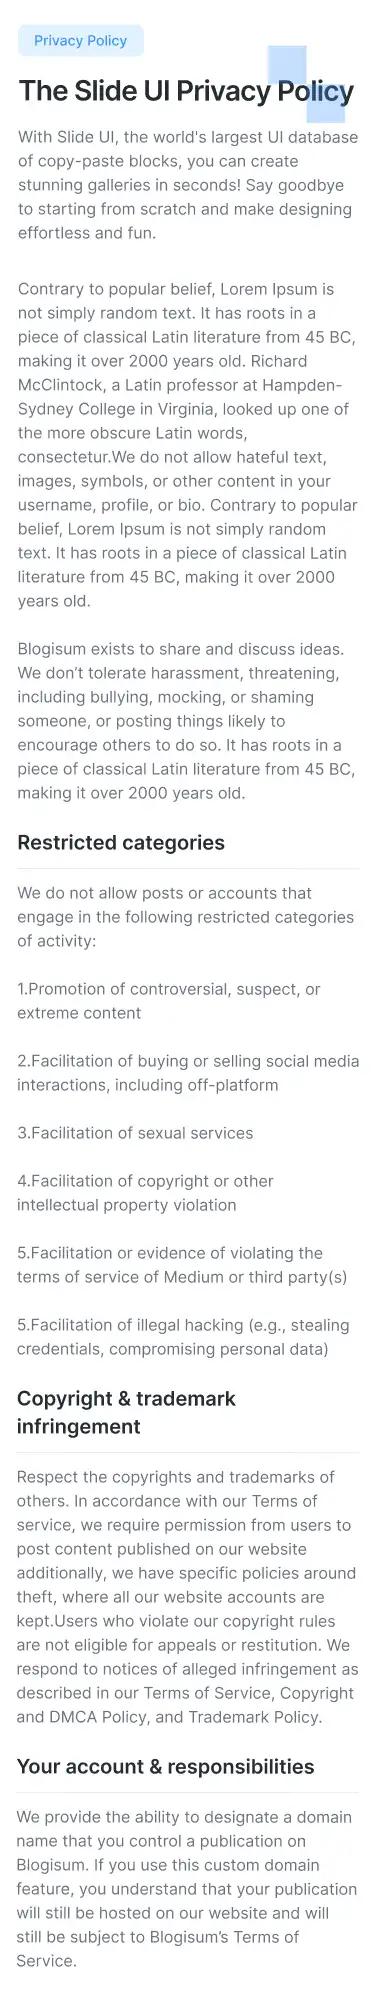 Privacy Policy
The Slide UI Privacy Policy
With Slide UI, the world's largest UI database
of copy-paste blocks, you can create
stunning galleries in seconds! Say goodbye
to starting from scratch and make designing
effortless and fun.
Contrary to popular belief, Lorem Ipsum is
not simply random text. It has roots in a
piece of classical Latin literature from 45 BC,
making it over 2000 years old. Richard
McClintock, a Latin professor at Hampden-
Sydney College in Virginia, looked up one of
the more obscure Latin words,
consectetur.We do not allow hateful text,
images, symbols, or other content in your
username, profile, or bio. Contrary to popular
belief, Lorem Ipsum is not simply random
text. It has roots in a piece of classical Latin
literature from 45 BC, making it over 2000
years old.
Blogisum exists to share and discuss ideas.
We don’t tolerate harassment, threatening,
including bullying, mocking, or shaming
someone, or posting things likely to
encourage others to do so. It has roots in a
piece of classical Latin literature from 45 BC,
making it over 2000 years old.
Restricted categories
We do not allow posts or accounts that
engage in the following restricted categories
of activity:
1.Promotion of controversial, suspect, or
extreme content
2.Facilitation of buying or selling social media
interactions, including off-platform
3.Facilitation of sexual services
4.Facilitation of copyright or other
intellectual property violation
5.Facilitation or evidence of violating the
terms of service of Medium or third party(s)
5.Facilitation of illegal hacking (e.g., stealing
credentials, compromising personal data)
Copyright & trademark
infringement
Respect the copyrights and trademarks of
others. In accordance with our Terms of
service, we require permission from users to
post content published on our website
additionally, we have specific policies around
theft, where all our website accounts are
kept.Users who violate our copyright rules
are not eligible for appeals or restitution. We
respond to notices of alleged infringement as
described in our Terms of Service, Copyright
and DMCA Policy, and Trademark Policy.
Your account & responsibilities
We provide the ability to designate a domain
name that you control a publication on
Blogisum. If you use this custom domain
feature, you understand that your publication
will still be hosted on our website and will
still be subject to Blogisum’s Terms of
Service.